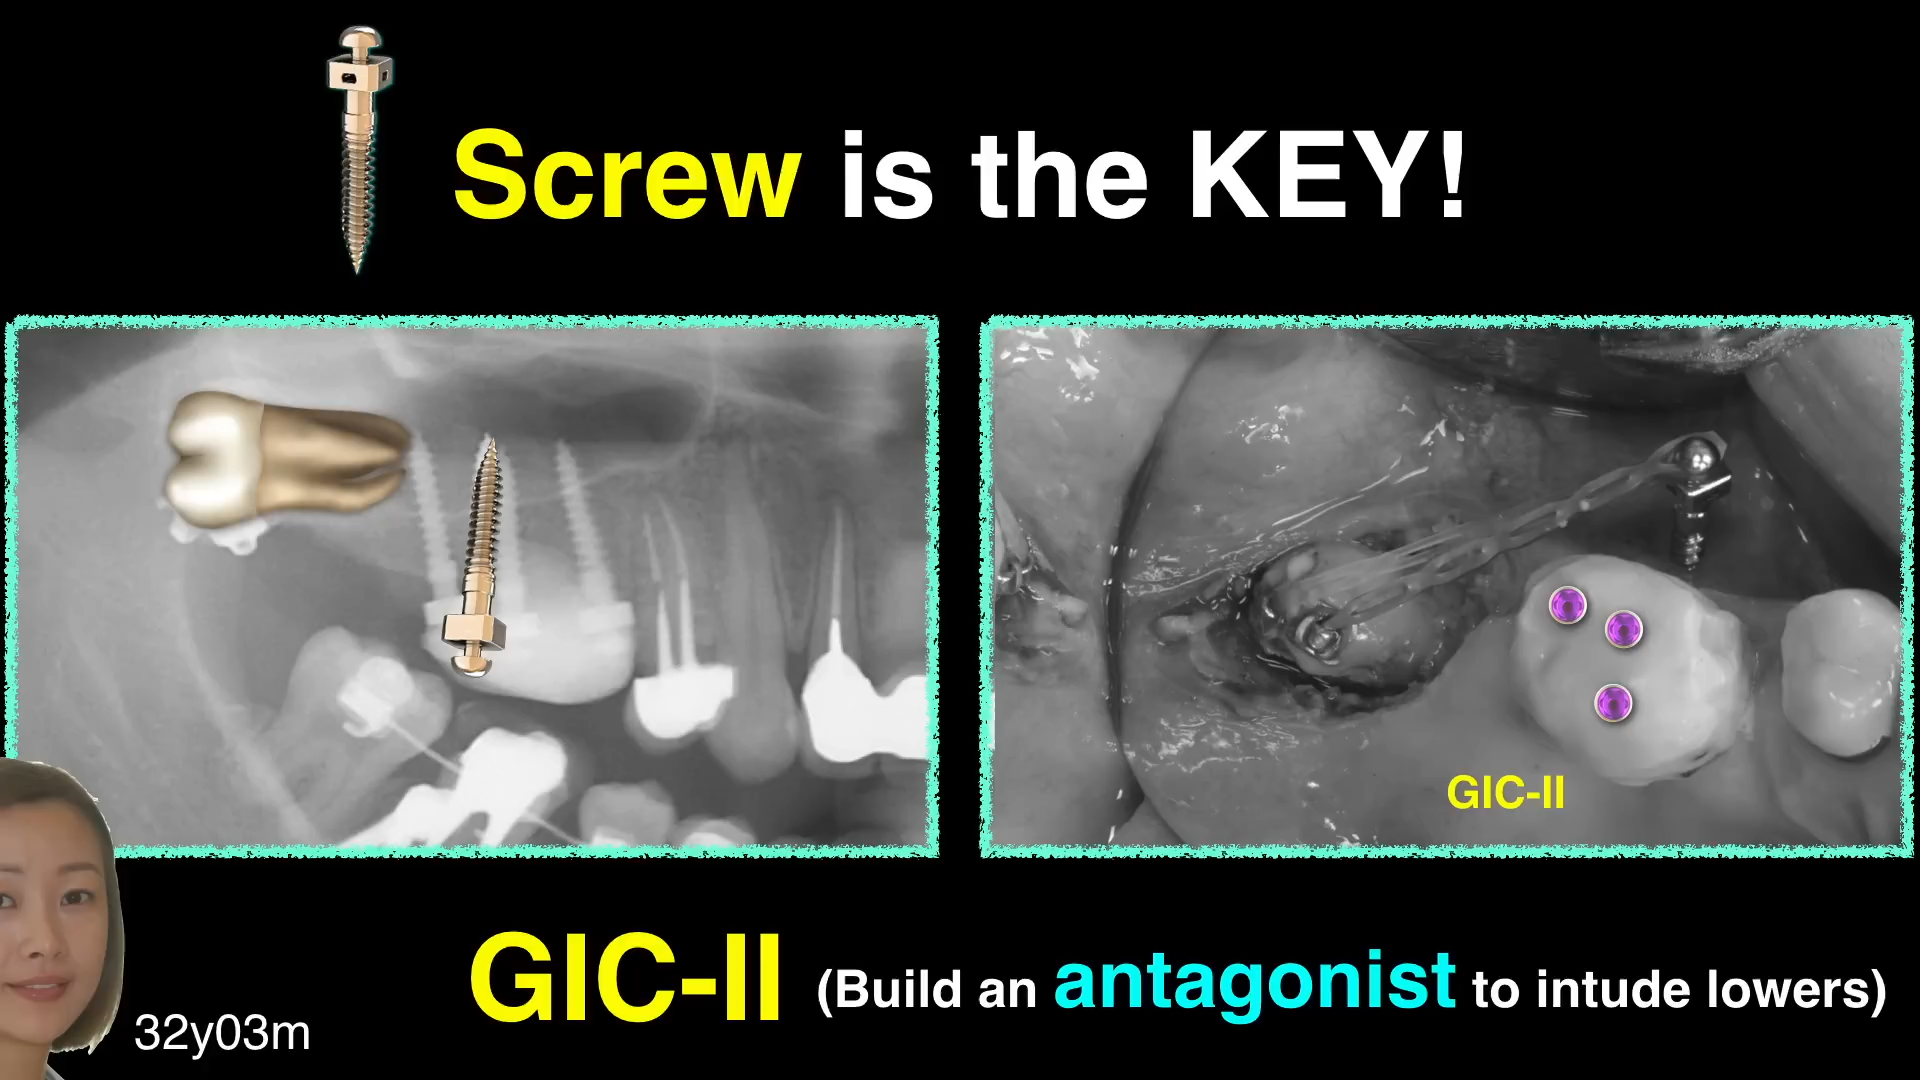 Screw is the KEY!
GIC-II
GIC-II (Build an antagonist to intude lowers)
32y03m